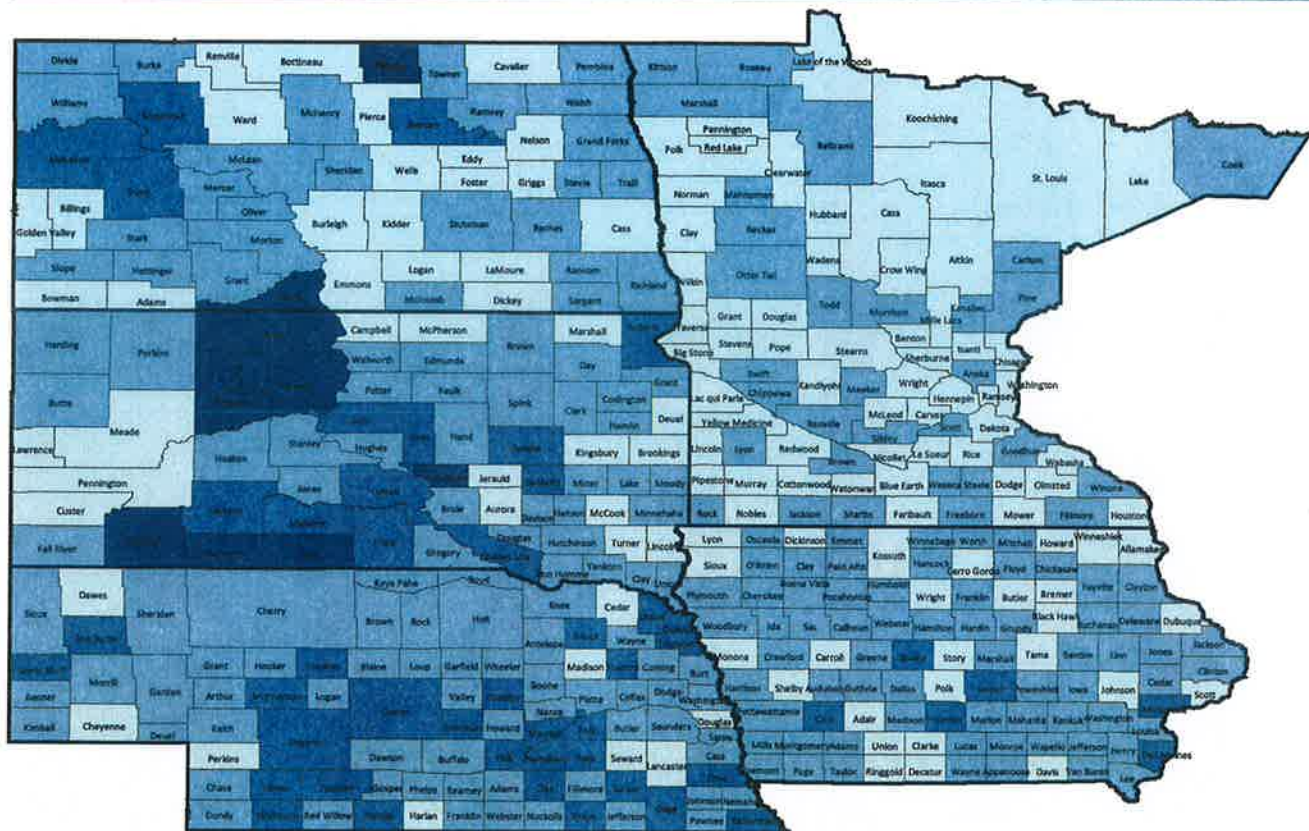 Divide
Burke
Renville
Bottineau
Towner
Cavalier
Pembina
Williams
Ward
McHenry
Pierce
Ramsey
Walsh
Nelson
Grand Forks
McLean
Sheridan
Wells
Eddy
Foster
Griggs
Steele
Traill
Mercer
Oliver
Billings
Golden Valley
Stark
Morton
Burleigh
Kidder
Stutsman
Barnes
Cass
Slope
Hettinger
Grant
Emmons
Logan
LaMoure
Ransom
Richland
Bowman
Adams
McIntosh
Dickey
Sargent
Kittson
Roseau
Lake of the Woods
Marshall
Koochiching
Pennington
Polk
Red Lake
Beltrami
Clearwater
Itasca
St. Louis
Lake
Cook
Norman
Mahnomen
Hubbard
Cass
Clay
Becker
Wadena
Crow Wing
Aitkin
Carlton
Wilkin
Otter Tail
Todd
Morrison
Mille Lacs
Kanabec
Pine
Traverse
Grant
Douglas
Big Stone
Stevens
Pope
Stearns
Benton
Sherburne
Isanti
Chisago
Swift
Chippewa
Kandiyohi
Meeker
Wright
Anoka
Hennepin
Ramsey
Washington
Lac qui Parle
Yellow Medicine
Renville
McLeod
Carver
Scott
Dakota
Sibley
Lincoln
Lyon
Redwood
Brown
Nicollet
Le Sueur
Rice
Goodhue
Wabasha
Pipestone
Murray
Cottonwood
Watonwan
Blue Earth
Waseca
Steele
Dodge
Olmsted
Winona
Rock
Nobles
Jackson
Martin
Faribault
Freeborn
Mower
Fillmore
Houston
Harding
Perkins
Campbell
McPherson
Brown
Marshall
Walworth
Edmunds
Day
Butte
Potter
Faulk
Spink
Clark
Codington
Grant
Hamlin
Deuel
Meade
Lawrence
Stanley
Hughes
Hand
Haakon
Kingsbury
Brookings
Pennington
Jones
Jerauld
Miner
Lake
Moody
Custer
Brule
Aurora
McCook
Minnehaha
Fall River
Gregory
Douglas
Hutchinson
Turner
Lincoln
Yankton
Clay
Lyon
Osceola
Dickinson
Emmet
Kossuth
Winnebago
Worth
Mitchell
Howard
Winneshiek
Allamakee
Sioux
O'Brien
Clay
Palo Alto
Hancock
Cerro Gordo
Floyd
Chickasaw
Plymouth
Cherokee
Buena Vista
Pocahontas
Humboldt
Wright
Franklin
Butler
Bremer
Fayette
Clayton
Woodbury
Ida
Sac
Calhoun
Webster
Hamilton
Hardin
Grundy
Black Hawk
Buchanan
Delaware
Dubuque
Monona
Crawford
Carroll
Greene
Story
Marshall
Tama
Benton
Linn
Jones
Jackson
Clinton
Harrison
Shelby
Audubon
Guthrie
Dallas
Polk
Poweshiek
Iowa
Johnson
Cedar
Scott
Pottawattamie
Cass
Adair
Madison
Marion
Mahaska
Keokuk
Washington
Mills
Montgomery
Adams
Union
Clarke
Lucas
Monroe
Wapello
Jefferson
Henry
Page
Taylor
Ringgold
Decatur
Wayne
Appanoose
Davis
Van Buren
Lee
Sioux
Dawes
Sheridan
Cherry
Keya Paha
Boyd
Brown
Rock
Holt
Knox
Cedar
Antelope
Wayne
Morrill
Garden
Grant
Hooker
Blaine
Loup
Garfield
Wheeler
Boone
Madison
Cuming
Burt
Banner
Arthur
Logan
Valley
Platte
Colfax
Dodge
Washington
Kimball
Cheyenne
Deuel
Keith
Howard
Nance
Butler
Saunders
Douglas
Sarpy
Perkins
Dawson
Buffalo
Seward
Lancaster
Cass
Chase
Gosper
Phelps
Kearney
Adams
Fillmore
Johnson
Nemaha
Dundy
Red Willow
Harlan
Franklin
Webster
Nuckolls
Jefferson
Pawnee